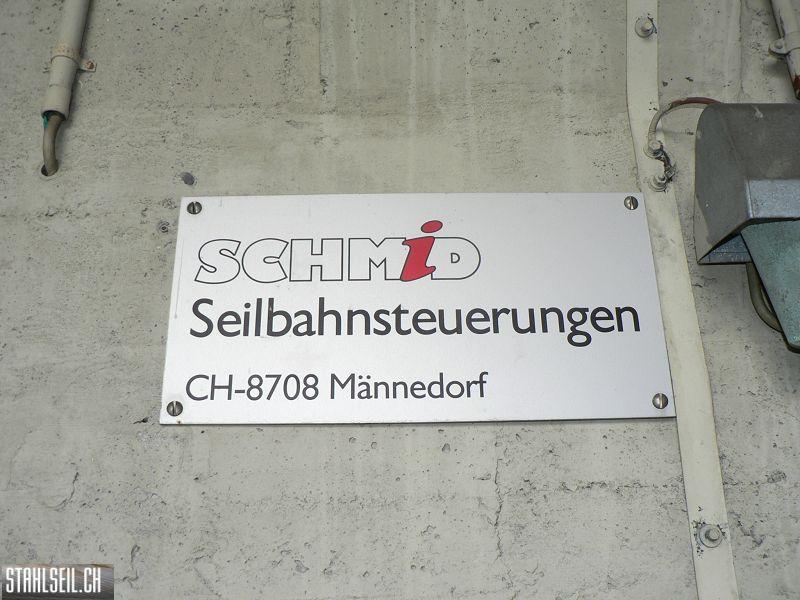 SCHMiD
Seilbahnsteuerungen
CH-8708 Männedorf
STAHLSEIL.CH